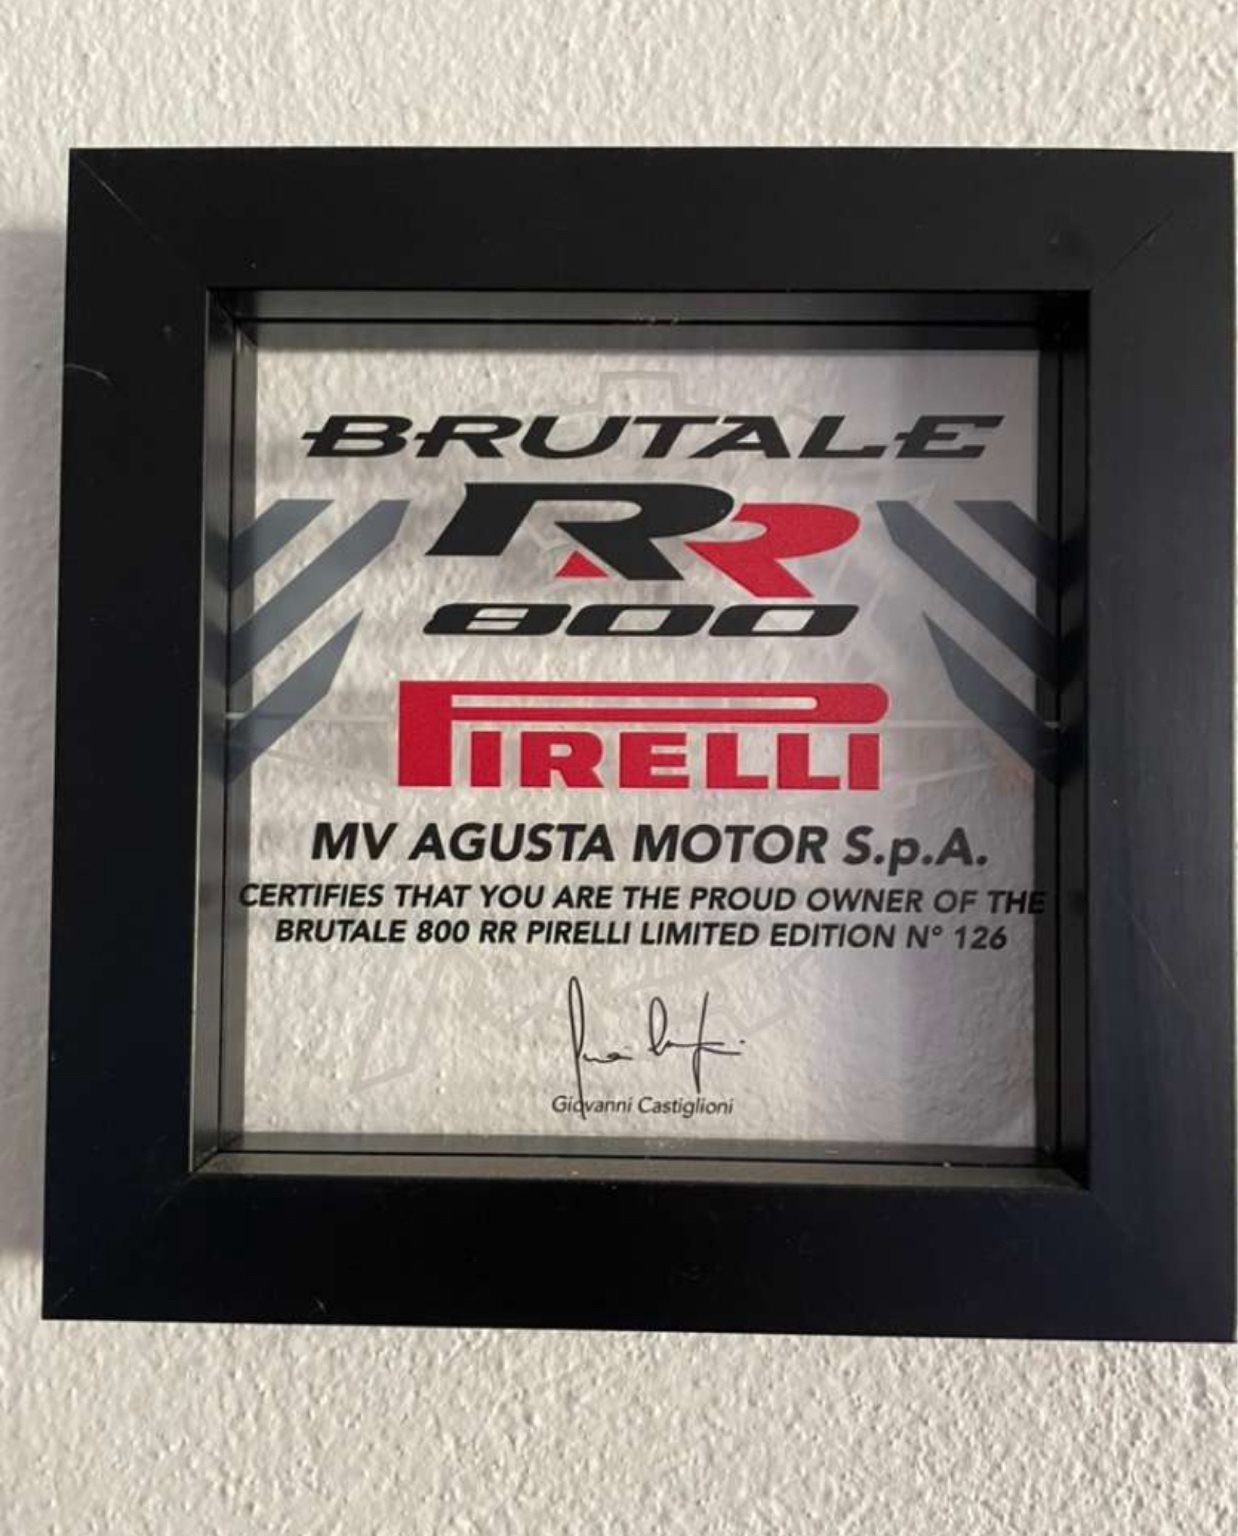 BRUTALE
RR
800
PIRELLI
MV AGUSTA MOTOR S.p.A.
CERTIFIES THAT YOU ARE THE PROUD OWNER OF THE
BRUTALE 800 RR PIRELLI LIMITED EDITION N° 126
Giovanni Castiglioni